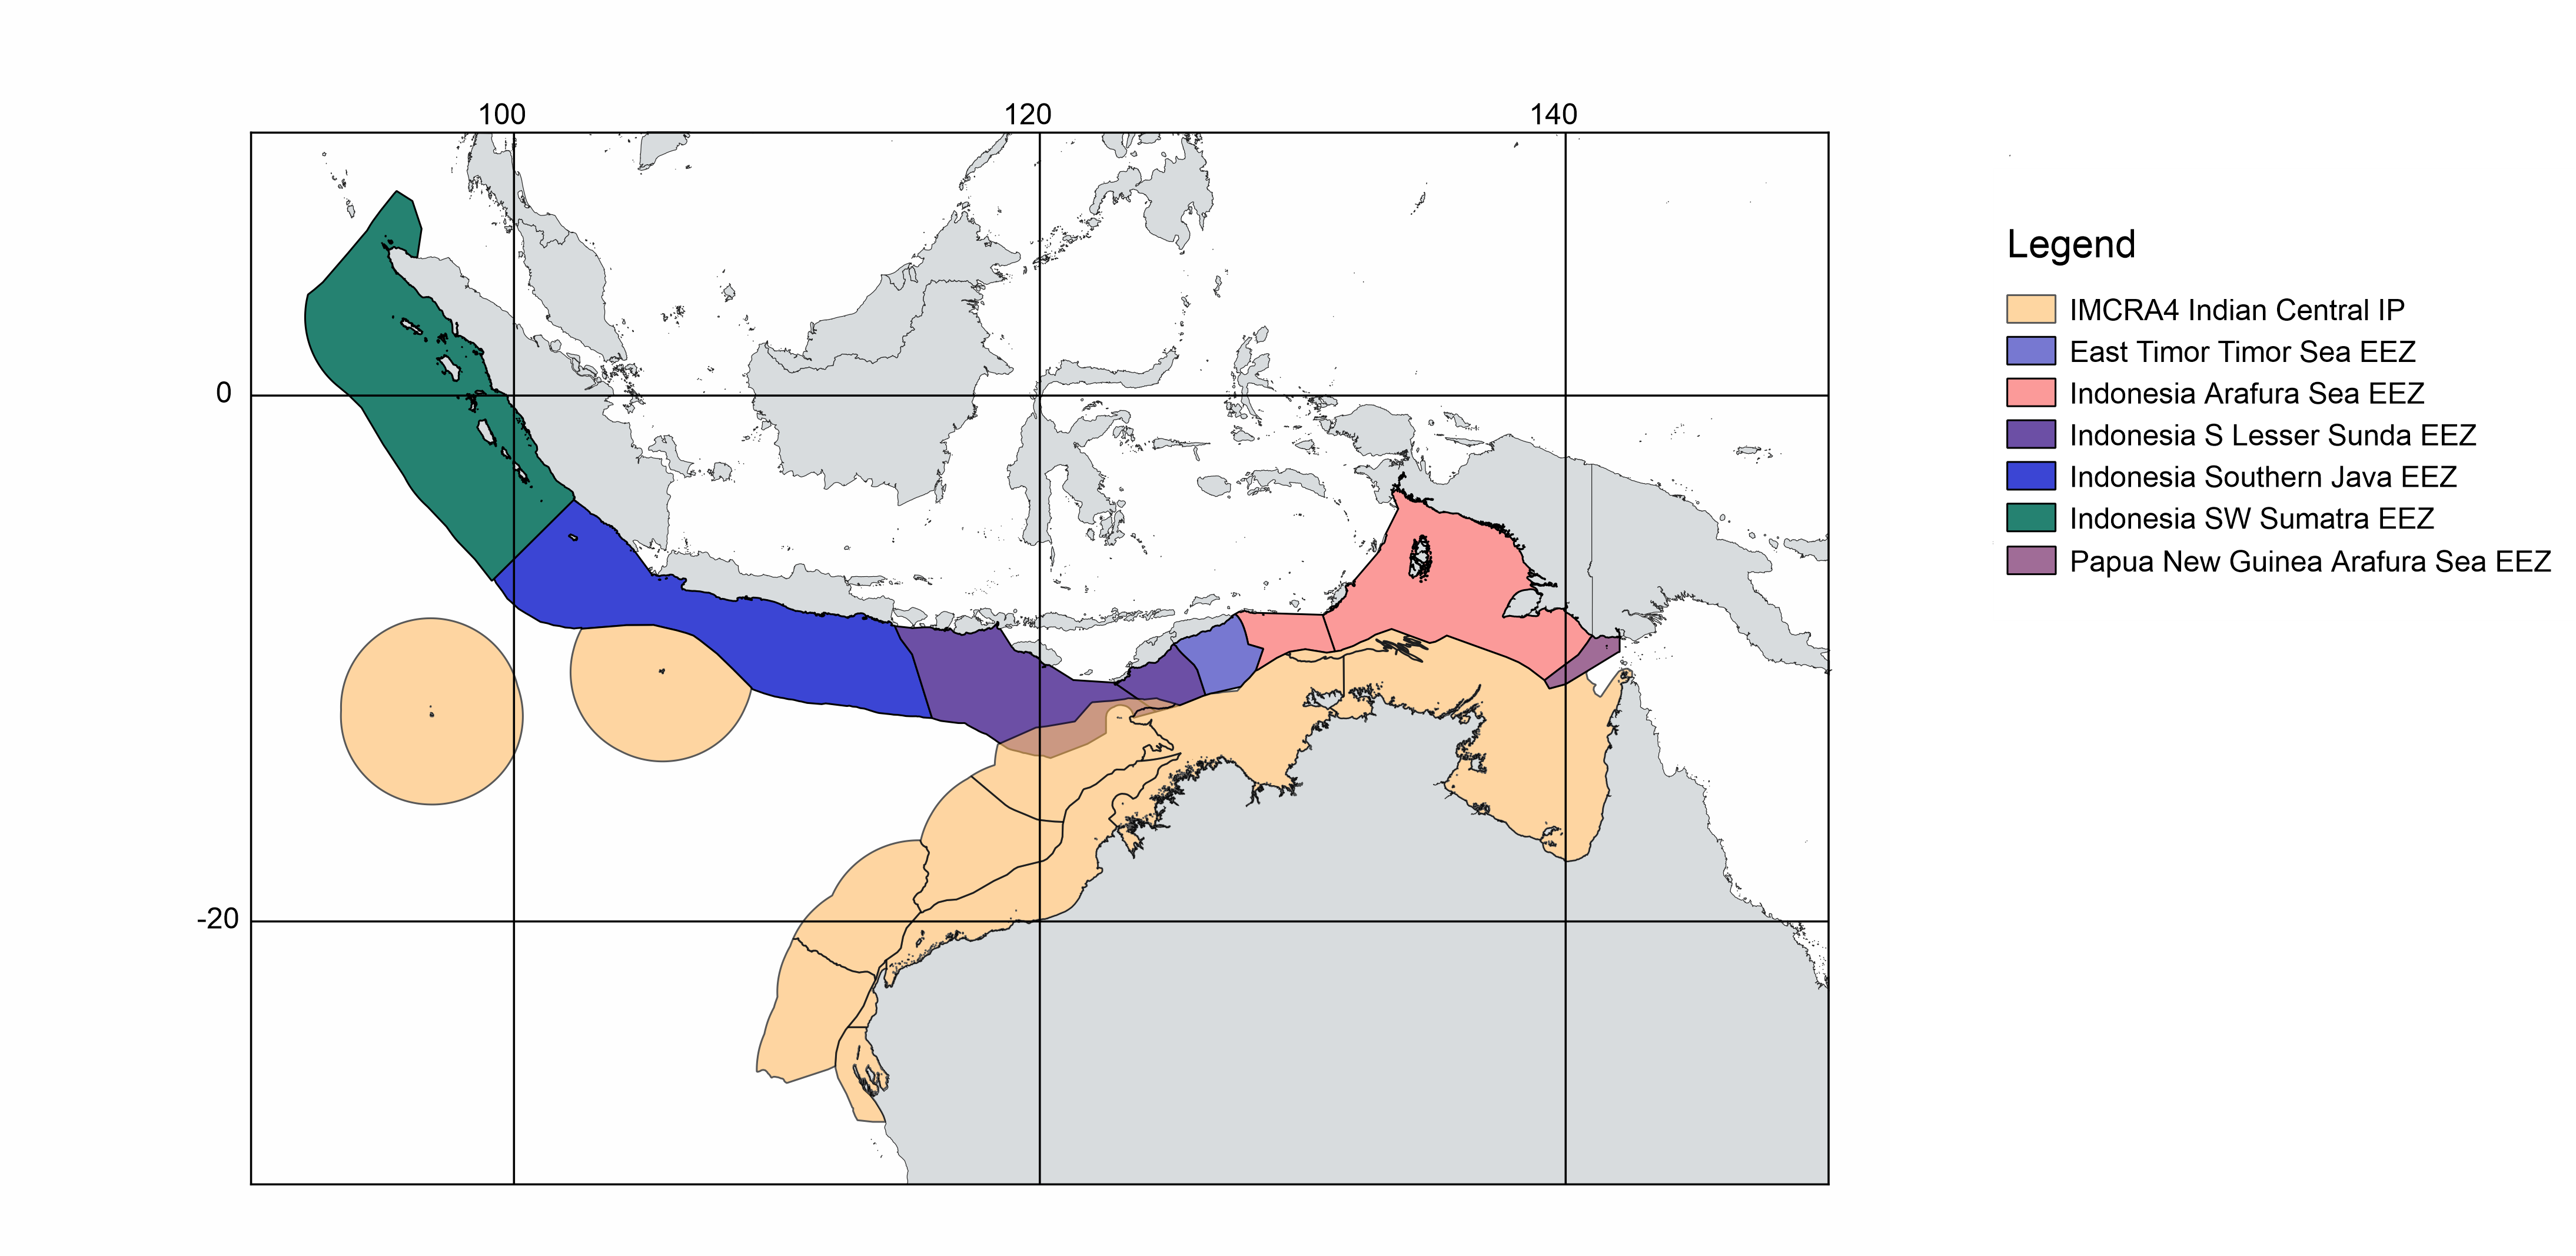 100
120
140
0
-20
Legend
IMCRA4 Indian Central IP
East Timor Timor Sea EEZ
Indonesia Arafura Sea EEZ
Indonesia S Lesser Sunda EEZ
Indonesia Southern Java EEZ
Indonesia SW Sumatra EEZ
Papua New Guinea Arafura Sea EEZ